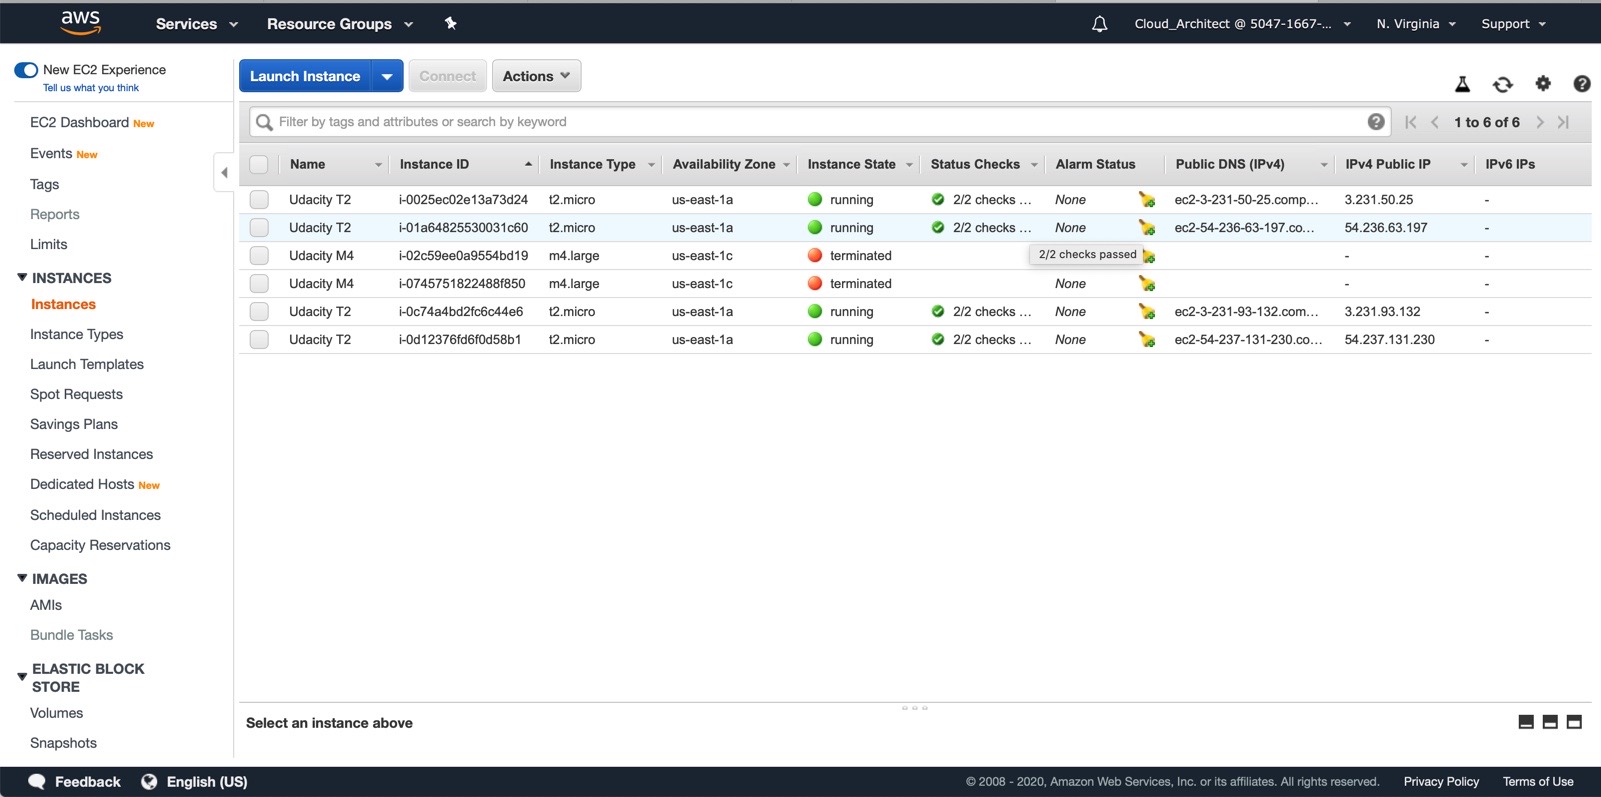 aws Services Resource Groups Cloud_Architect @ 5047-1667-... N. Virginia Support
New EC2 Experience
Tell us what you think
EC2 Dashboard New
Events New
Tags
Reports
Limits
INSTANCES
Instances
Instance Types
Launch Templates
Spot Requests
Savings Plans
Reserved Instances
Dedicated Hosts New
Scheduled Instances
Capacity Reservations
IMAGES
AMIs
Bundle Tasks
ELASTIC BLOCK
STORE
Volumes
Snapshots
Launch Instance Connect Actions
Filter by tags and attributes or search by keyword 1 to 6 of 6
Name Instance ID Instance Type Availability Zone Instance State Status Checks Alarm Status Public DNS (IPv4) IPv4 Public IP IPv6 IPs
Udacity T2 i-0025ec02e13a73d24 t2.micro us-east-1a running 2/2 checks ... None ec2-3-231-50-25.comp... 3.231.50.25 -
Udacity T2 i-01a64825530031c60 t2.micro us-east-1a running 2/2 checks ... None ec2-54-236-63-197.co... 54.236.63.197 -
Udacity M4 i-02c59ee0a9554bd19 m4.large us-east-1c terminated 2/2 checks passed - -
Udacity M4 i-0745751822488f850 m4.large us-east-1c terminated None - -
Udacity T2 i-0c74a4bd2fc6c44e6 t2.micro us-east-1a running 2/2 checks ... None ec2-3-231-93-132.com... 3.231.93.132 -
Udacity T2 i-0d12376fd6f0d58b1 t2.micro us-east-1a running 2/2 checks ... None ec2-54-237-131-230.co... 54.237.131.230 -
Select an instance above
Feedback English (US) © 2008 - 2020, Amazon Web Services, Inc. or its affiliates. All rights reserved. Privacy Policy Terms of Use